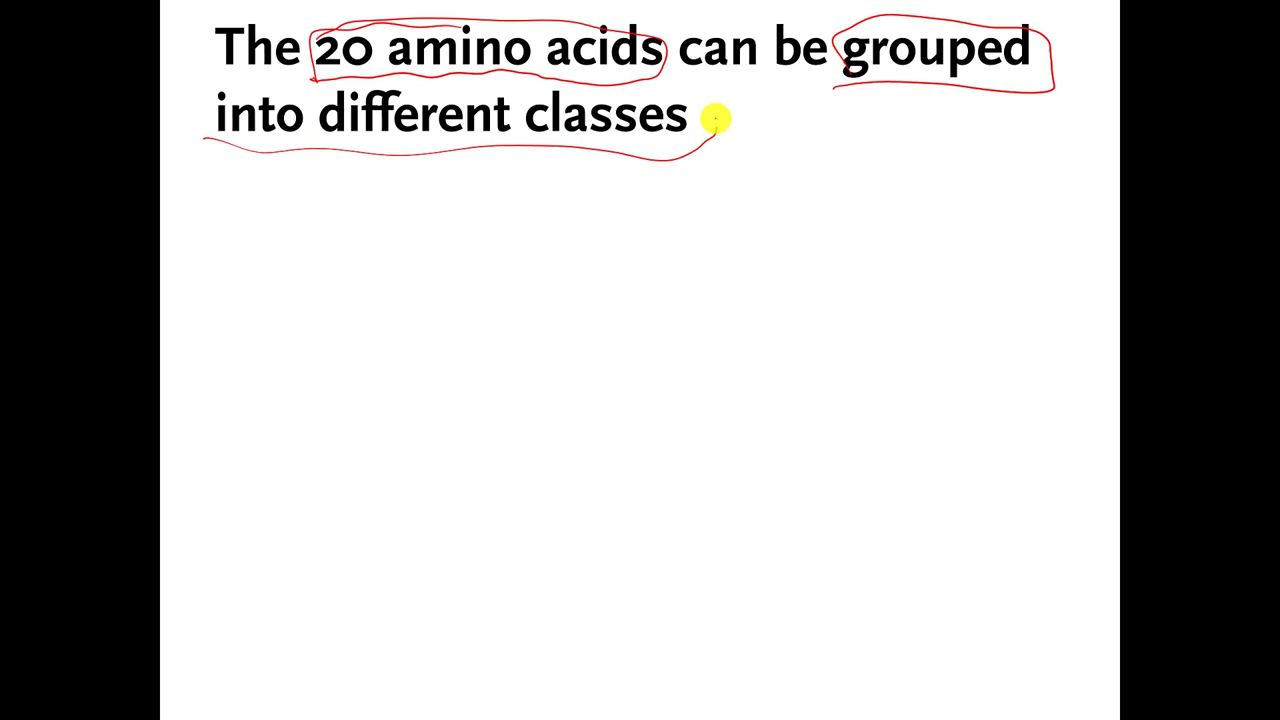 The 20 amino acids can be grouped
into different classes